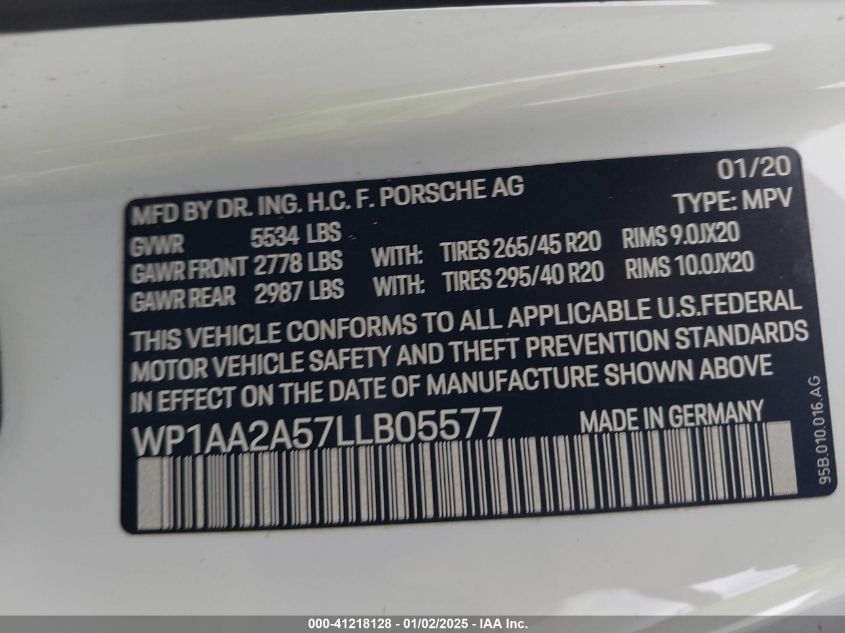 01/20
MFD BY DR. ING. H.C. F. PORSCHE AG TYPE: MPV
GVWR 5534 LBS
GAWR FRONT 2778 LBS WITH: TIRES 265/45 R20 RIMS 9.0JX20
GAWR REAR 2987 LBS WITH: TIRES 295/40 R20 RIMS 10.0JX20
THIS VEHICLE CONFORMS TO ALL APPLICABLE U.S.FEDERAL
MOTOR VEHICLE SAFETY AND THEFT PREVENTION STANDARDS
IN EFFECT ON THE DATE OF MANUFACTURE SHOWN ABOVE
WP1AA2A57LLB05577 MADE IN GERMANY
95B.010.016.AG
000-41218128 - 01/02/2025 - IAA Inc.